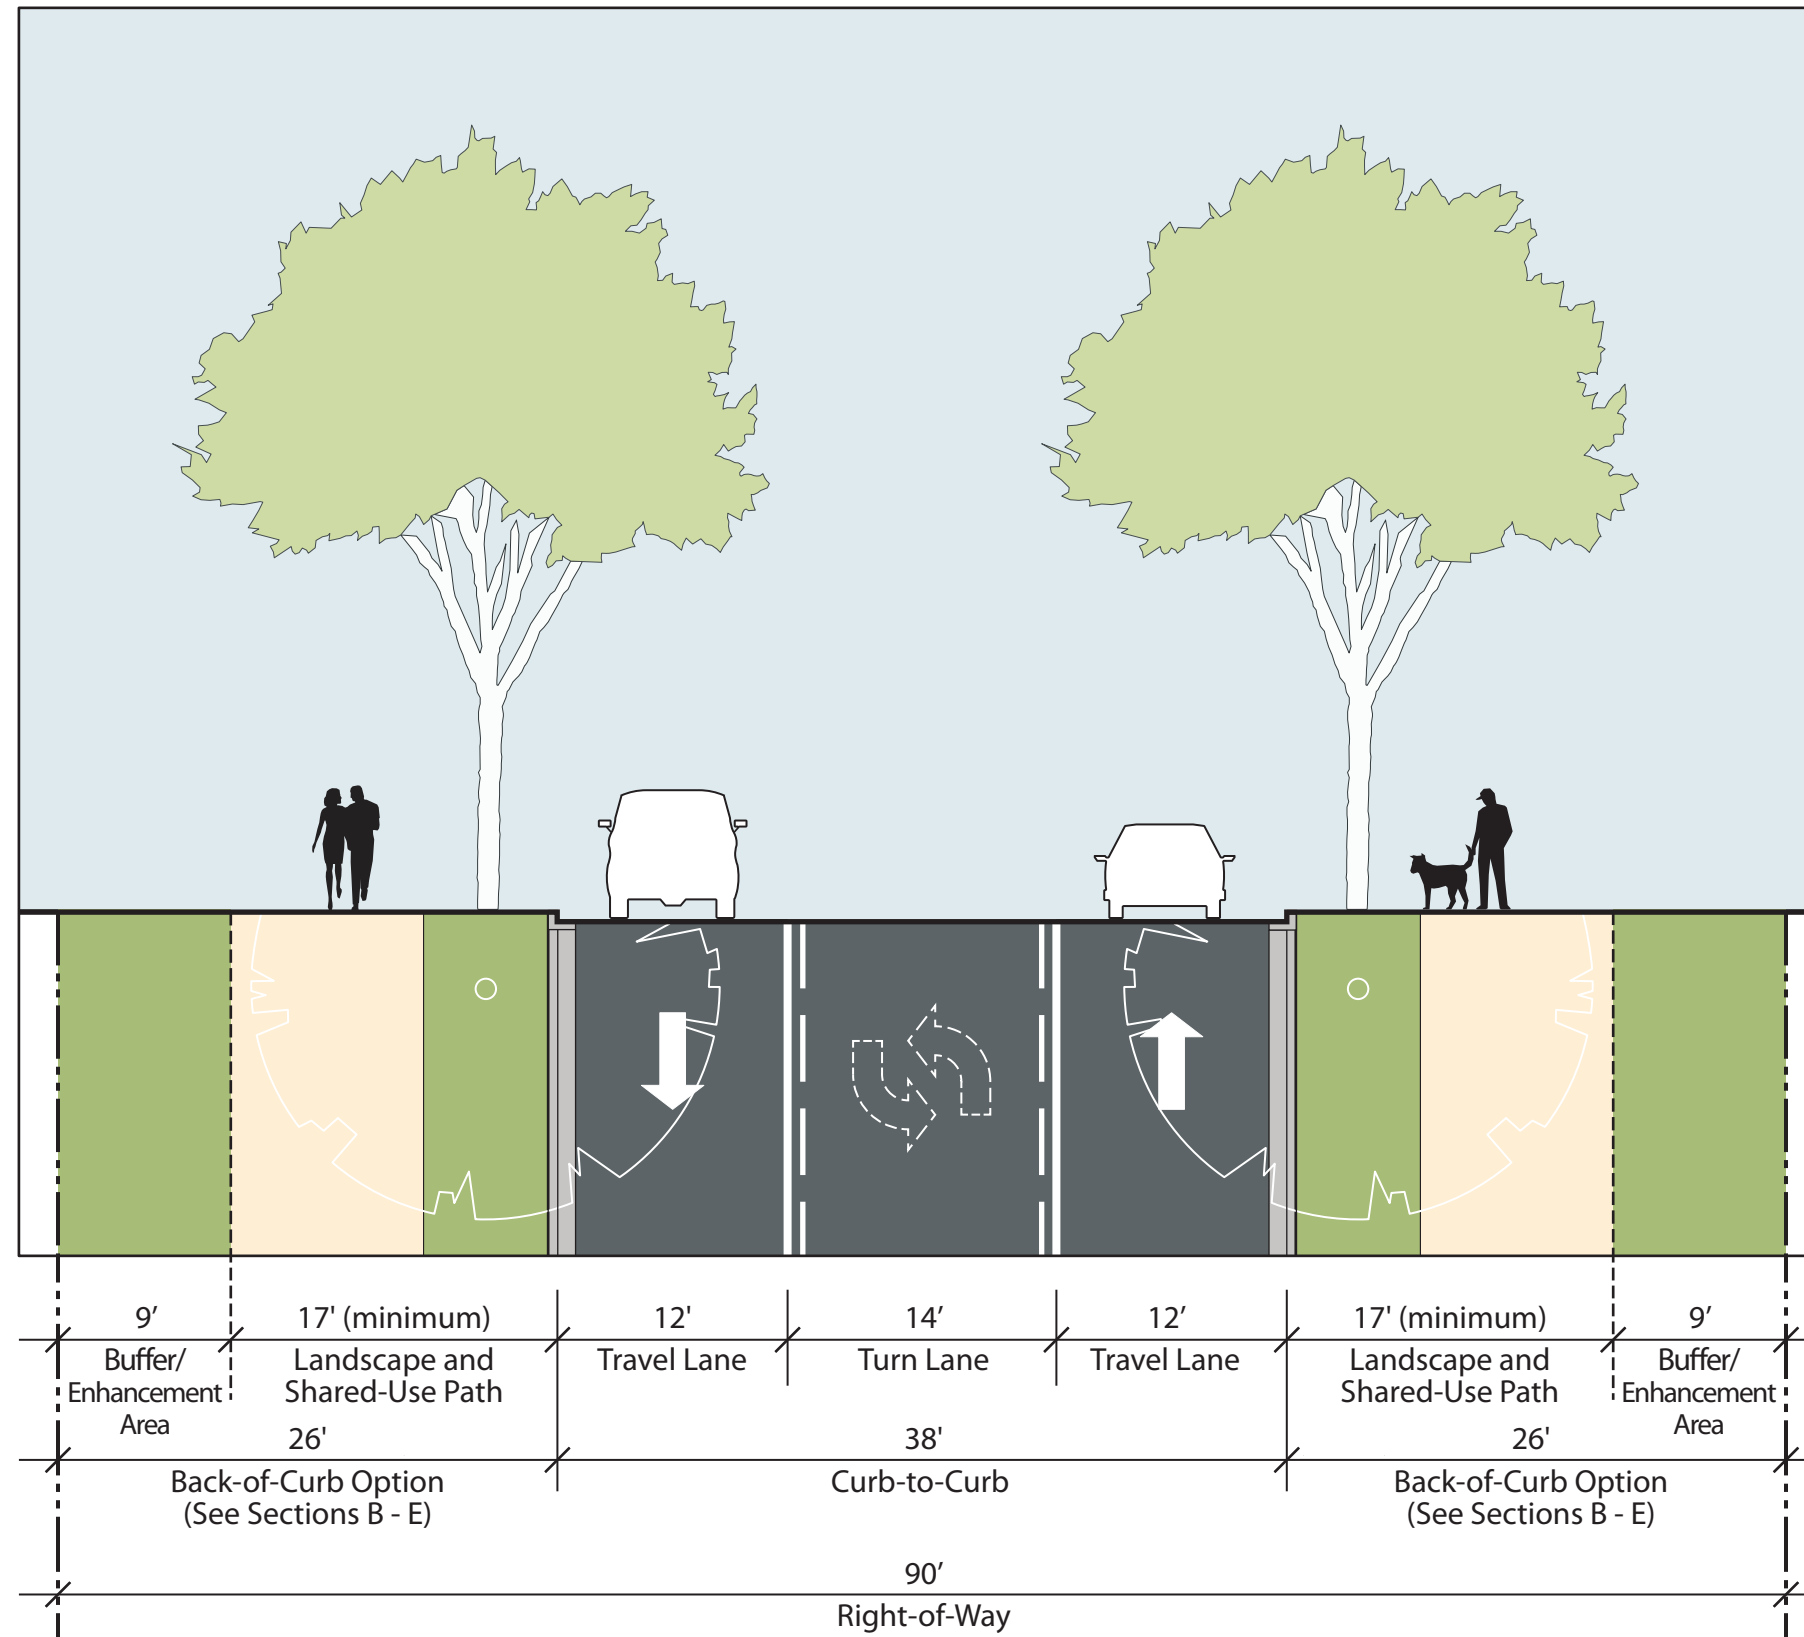 9’ 17' (minimum) 12' 14’ 12’ 17' (minimum) 9’
Buffer/ Landscape and Travel Lane Turn Lane Travel Lane Landscape and Buffer/
Enhancement Shared-Use Path Shared-Use Path Enhancement
Area Area
26' 38' 26'
Back-of-Curb Option Curb-to-Curb Back-of-Curb Option
(See Sections B - E) (See Sections B - E)
90’
Right-of-Way